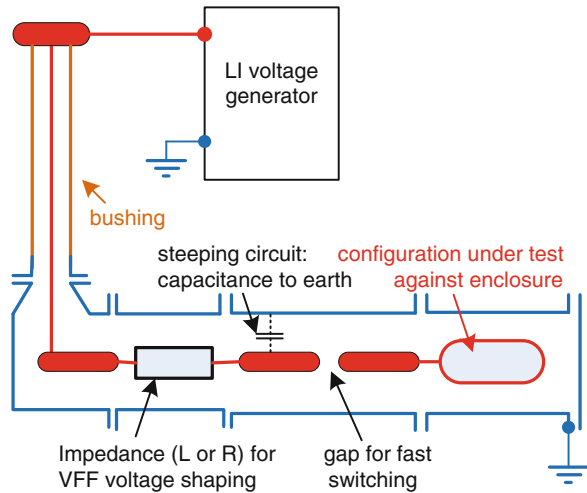 LI voltage
generator
bushing
steeping circuit:
capacitance to earth
configuration under test
against enclosure
Impedance (L or R) for
VFF voltage shaping
gap for fast
switching